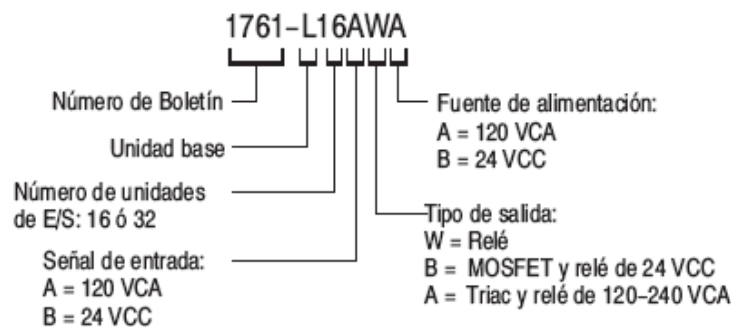 1761-L16AWA
Número de Boletín
Unidad base
Número de unidades
de E/S: 16 ó 32
Señal de entrada:
A = 120 VCA
B = 24 VCC
Fuente de alimentación:
A = 120 VCA
B = 24 VCC
Tipo de salida:
W = Relé
B = MOSFET y relé de 24 VCC
A = Triac y relé de 120-240 VCA